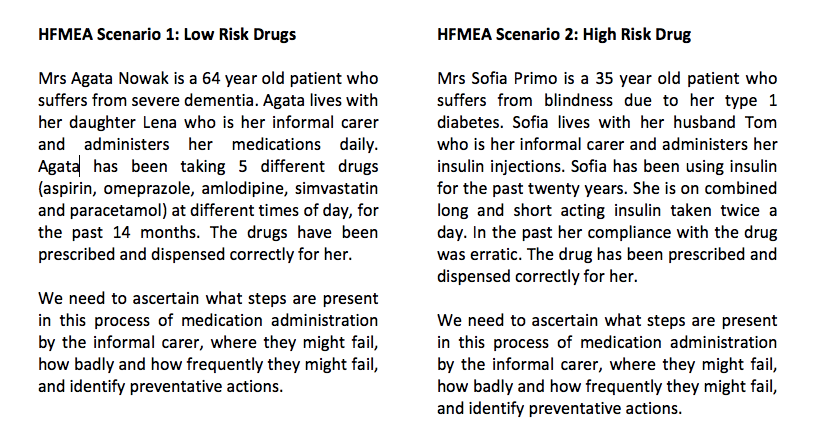 HFMEA Scenario 1: Low Risk Drugs
Mrs Agata Nowak is a 64 year old patient who
suffers from severe dementia. Agata lives with
her daughter Lena who is her informal carer
and administers her medications daily.
Agata has been taking 5 different drugs
(aspirin, omeprazole, amlodipine, simvastatin
and paracetamol) at different times of day, for
the past 14 months. The drugs have been
prescribed and dispensed correctly for her.
We need to ascertain what steps are present
in this process of medication administration
by the informal carer, where they might fail,
how badly and how frequently they might fail,
and identify preventative actions.
HFMEA Scenario 2: High Risk Drug
Mrs Sofia Primo is a 35 year old patient who
suffers from blindness due to her type 1
diabetes. Sofia lives with her husband Tom
who is her informal carer and administers her
insulin injections. Sofia has been using insulin
for the past twenty years. She is on combined
long and short acting insulin taken twice a
day. In the past her compliance with the drug
was erratic. The drug has been prescribed and
dispensed correctly for her.
We need to ascertain what steps are present
in this process of medication administration
by the informal carer, where they might fail,
how badly and how frequently they might fail,
and identify preventative actions.